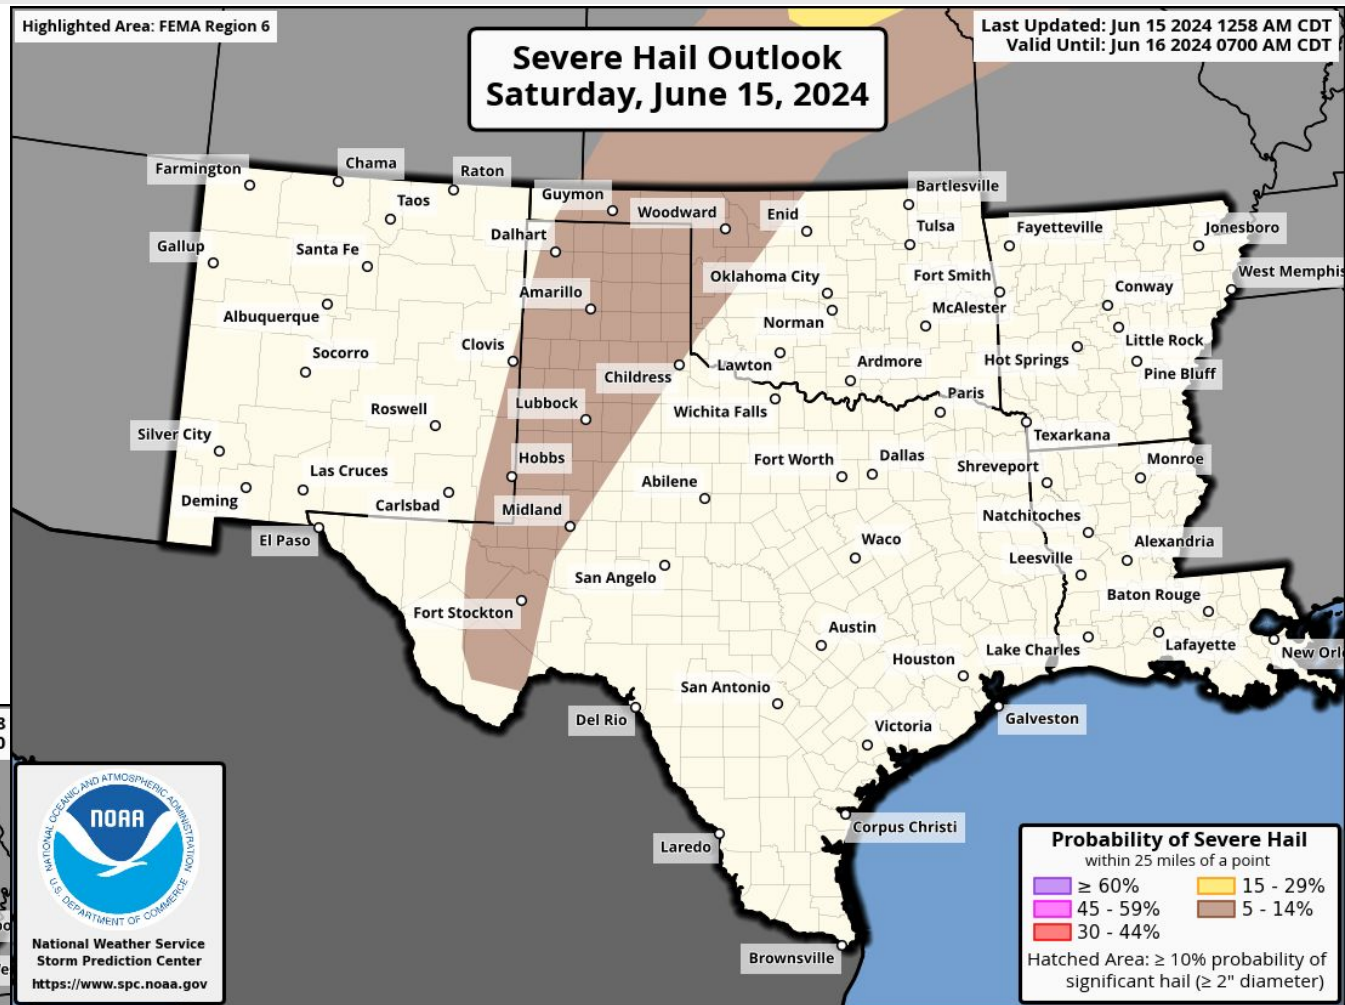 Highlighted Area: FEMA Region 6
Severe Hail Outlook
Saturday, June 15, 2024
Last Updated: Jun 15 2024 1258 AM CDT
Valid Until: Jun 16 2024 0700 AM CDT
Farmington
Chama
Raton
Taos
Guymon
Woodward
Enid
Bartlesville
Gallup
Santa Fe
Dalhart
Tulsa
Fayetteville
Jonesboro
Albuquerque
Amarillo
Oklahoma City
Fort Smith
West Memphis
Norman
McAlester
Conway
Socorro
Clovis
Childress
Lawton
Ardmore
Hot Springs
Little Rock
Pine Bluff
Roswell
Lubbock
Wichita Falls
Paris
Silver City
Texarkana
Las Cruces
Hobbs
Fort Worth
Dallas
Shreveport
Monroe
Deming
Carlsbad
Abilene
El Paso
Midland
Natchitoches
Waco
Alexandria
San Angelo
Leesville
Fort Stockton
Baton Rouge
Austin
Lake Charles
Lafayette
New Orl
Houston
San Antonio
Del Rio
Victoria
Galveston
Laredo
Corpus Christi
Brownsville
NATIONAL OCEANIC AND ATMOSPHERIC ADMINISTRATION
NOAA
U.S. DEPARTMENT OF COMMERCE
National Weather Service
Storm Prediction Center
https://www.spc.noaa.gov
Probability of Severe Hail
within 25 miles of a point
≥ 60%
15 - 29%
45 - 59%
5 - 14%
30 - 44%
Hatched Area: ≥ 10% probability of
significant hail (≥ 2" diameter)